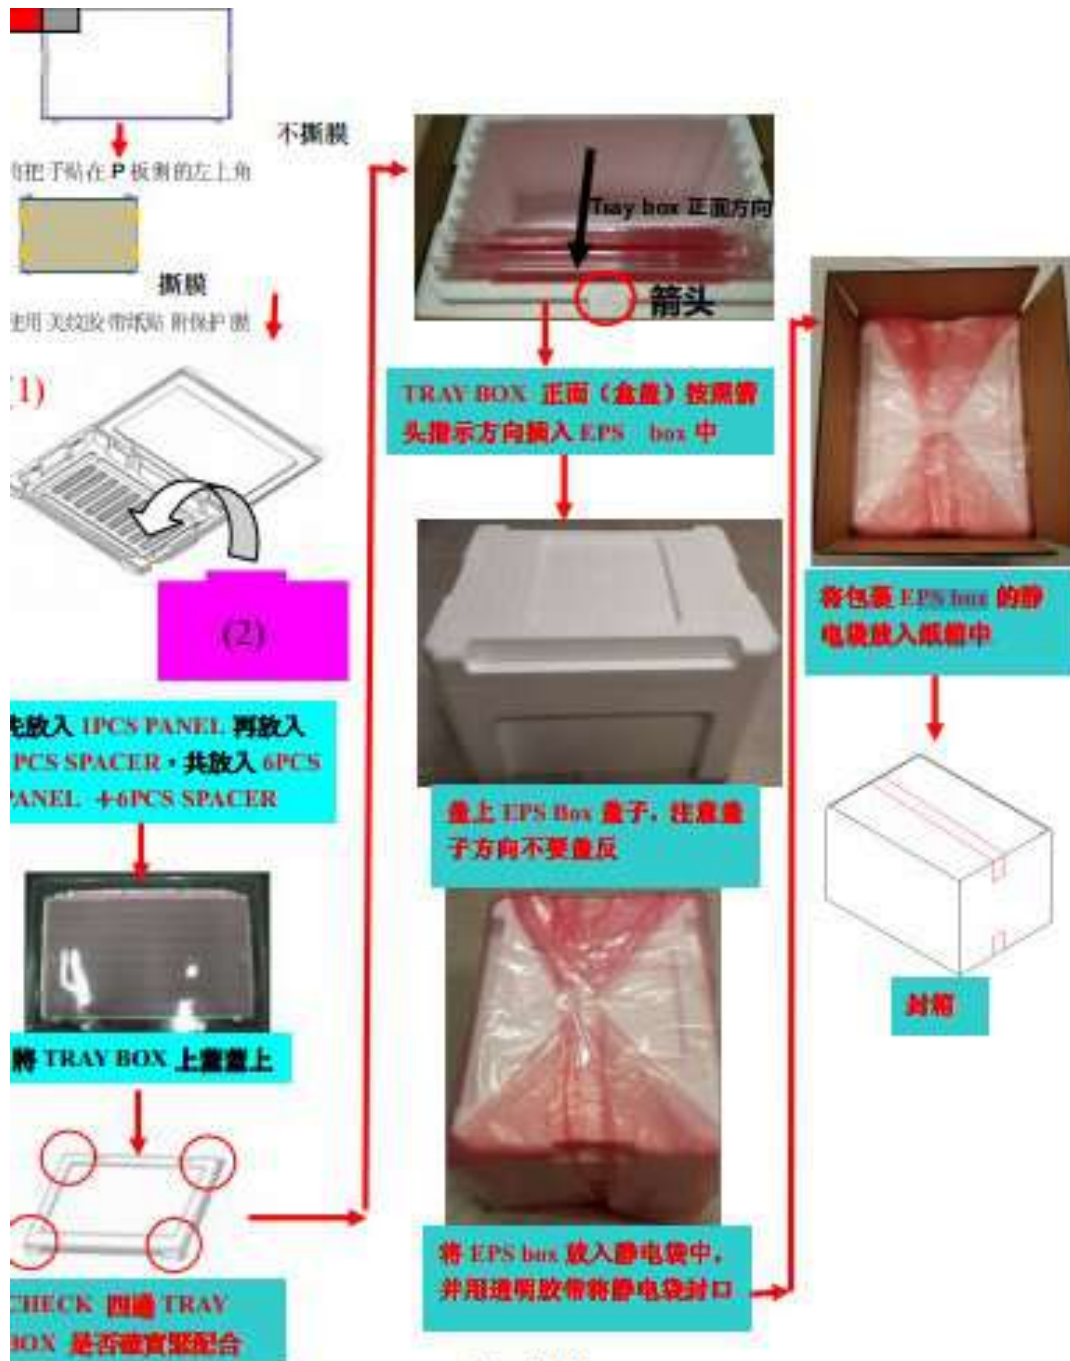 不撕膜
角把手贴在 P 板侧的左上角
撕膜
使用 美纹胶带纸贴 附保护膜
1)
(2)
先放入 1PCS PANEL 再放入
PCS SPACER，共放入 6PCS
PANEL +6PCS SPACER
將 TRAY BOX 上蓋蓋上
CHECK 四邊 TRAY
BOX 是否確實緊配合
Tray box 正面方向
箭头
TRAY BOX 正面（盒盖）按照箭
头指示方向插入 EPS box 中
盖上 EPS Box 盖子，注意盖
子方向不要盖反
将 EPS box 放入静电袋中，
并用透明胶带将静电袋封口
将包裹 EPS box 的静
电袋放入纸箱中
封箱